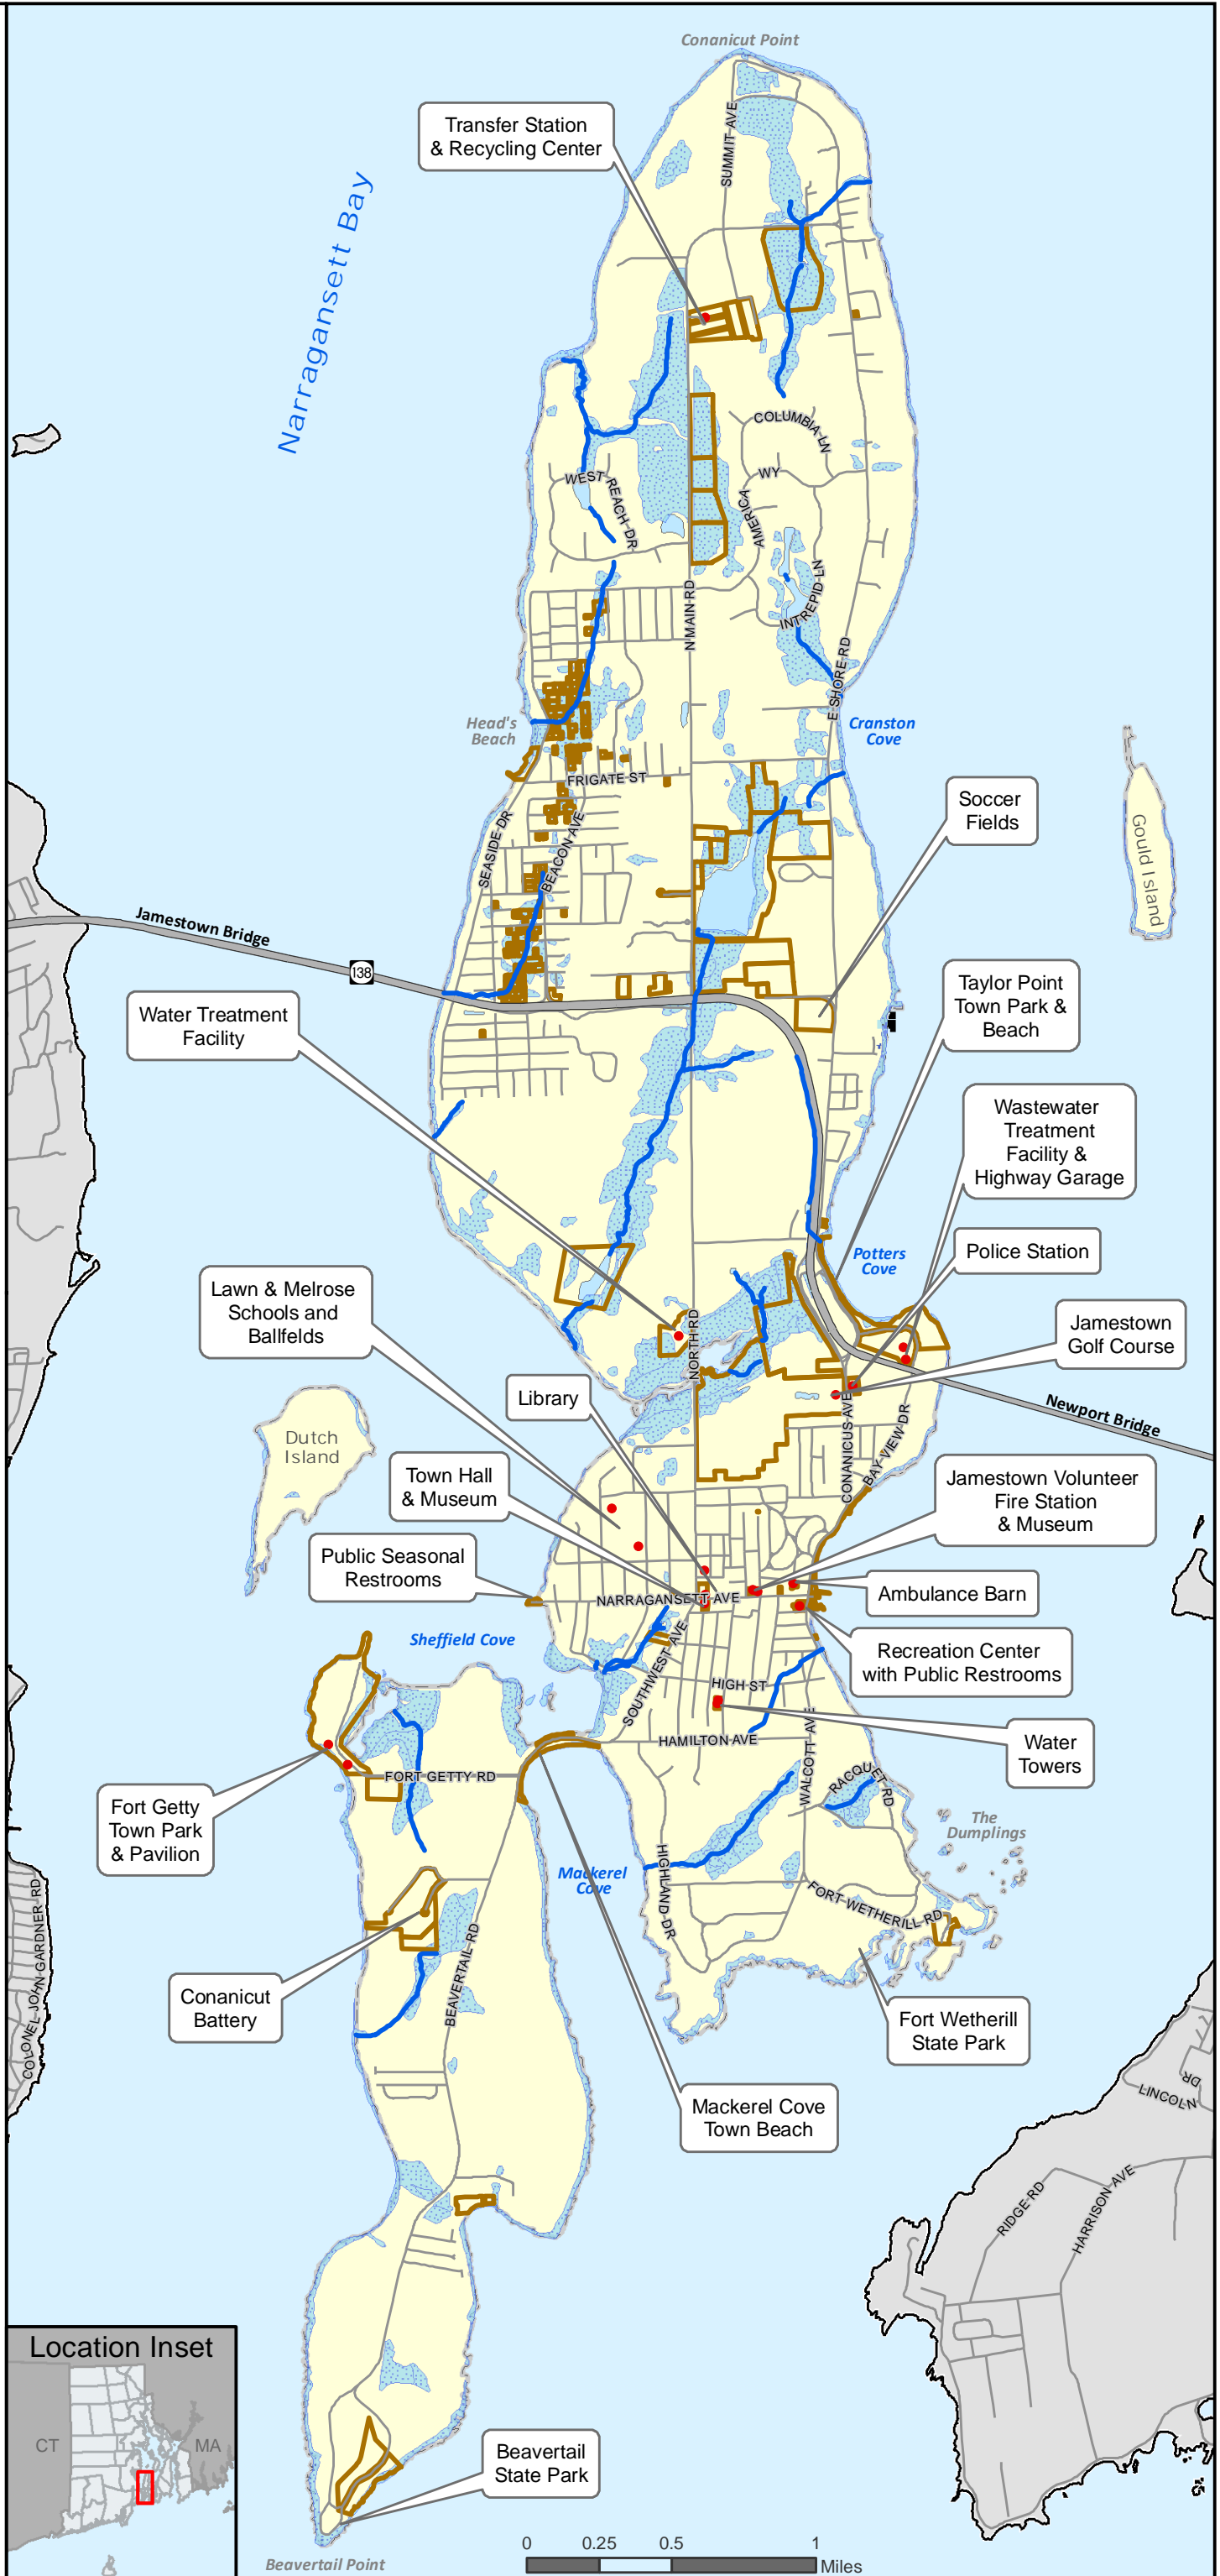 Conanicut Point
Transfer Station
& Recycling Center
SUMMIT AVE
Narragansett Bay
COLUMBIA LN
WEST REACH DR
AMERICA WY
N MAIN RD
INTREPID LN
E SHORE RD
Head's
Beach
Cranston
Cove
FRIGATE ST
Soccer
Fields
Gould Island
SEASIDE DR
BEACON AVE
Jamestown Bridge
138
Taylor Point
Town Park &
Beach
Water Treatment
Facility
Wastewater
Treatment
Facility &
Highway Garage
Potters
Cove
Police Station
Lawn & Melrose
Schools and
Ballfelds
NORTH RD
Jamestown
Golf Course
Library
CONANICUS AVE
BAY VIEW DR
Newport Bridge
Dutch
Island
Town Hall
& Museum
Jamestown Volunteer
Fire Station
& Museum
Public Seasonal
Restrooms
NARRAGANSETT AVE
Ambulance Barn
Sheffield Cove
SOUTHWEST AVE
Recreation Center
with Public Restrooms
HIGH ST
HAMILTON AVE
WALCOTT AVE
Water
Towers
FORT GETTY RD
RACQUET RD
Fort Getty
Town Park
& Pavilion
The
Dumplings
Mackerel
Cove
HIGHLAND DR
FORT WETHERILL RD
COLONEL JOHN GARDNER RD
BEAVERTAIL RD
Conanicut
Battery
Fort Wetherill
State Park
Mackerel Cove
Town Beach
LINCOLN
DR
RIDGE RD
HARRISON AVE
Location Inset
CT
MA
Beavertail
State Park
Beavertail Point
0 0.25 0.5 1
Miles